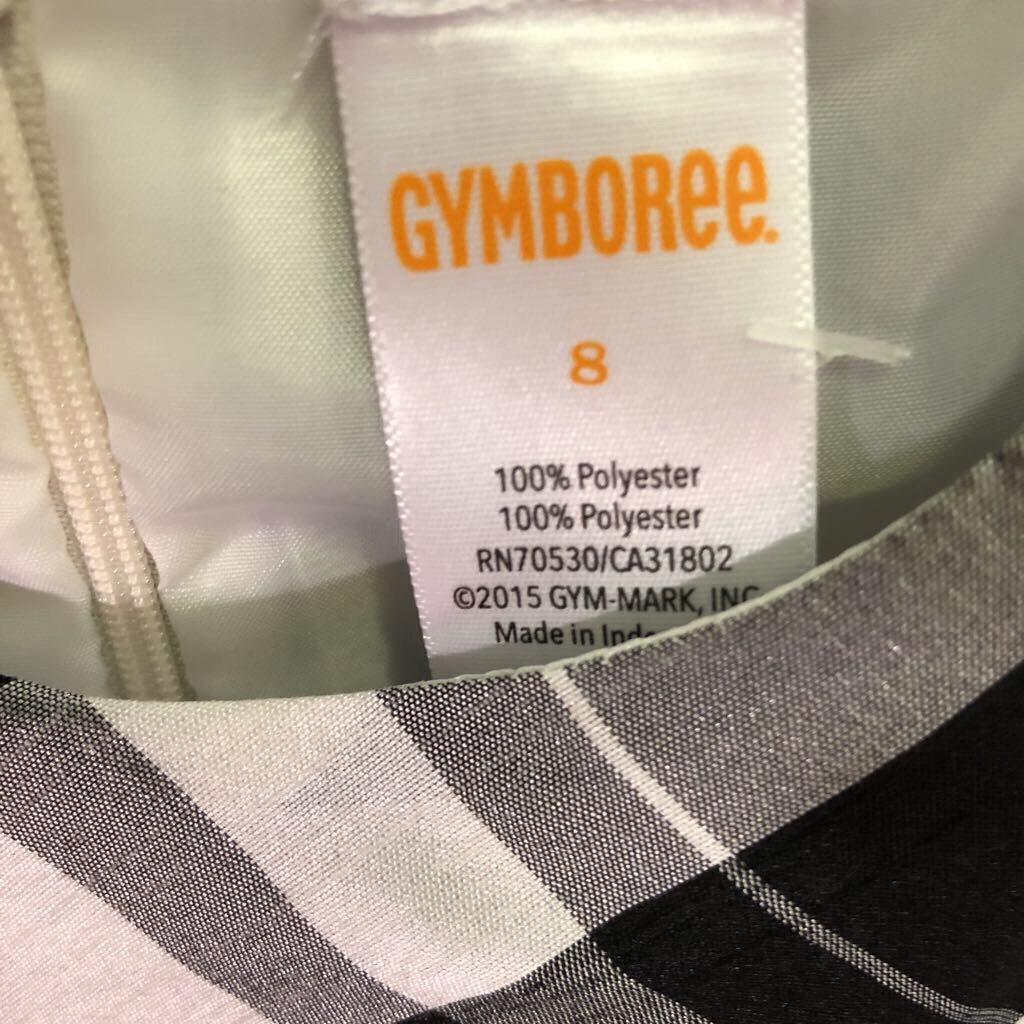 GYMBOREE.
8
100% Polyester
100% Polyester
RN70530/CA31802
©2015 GYM-MARK, INC
Made in